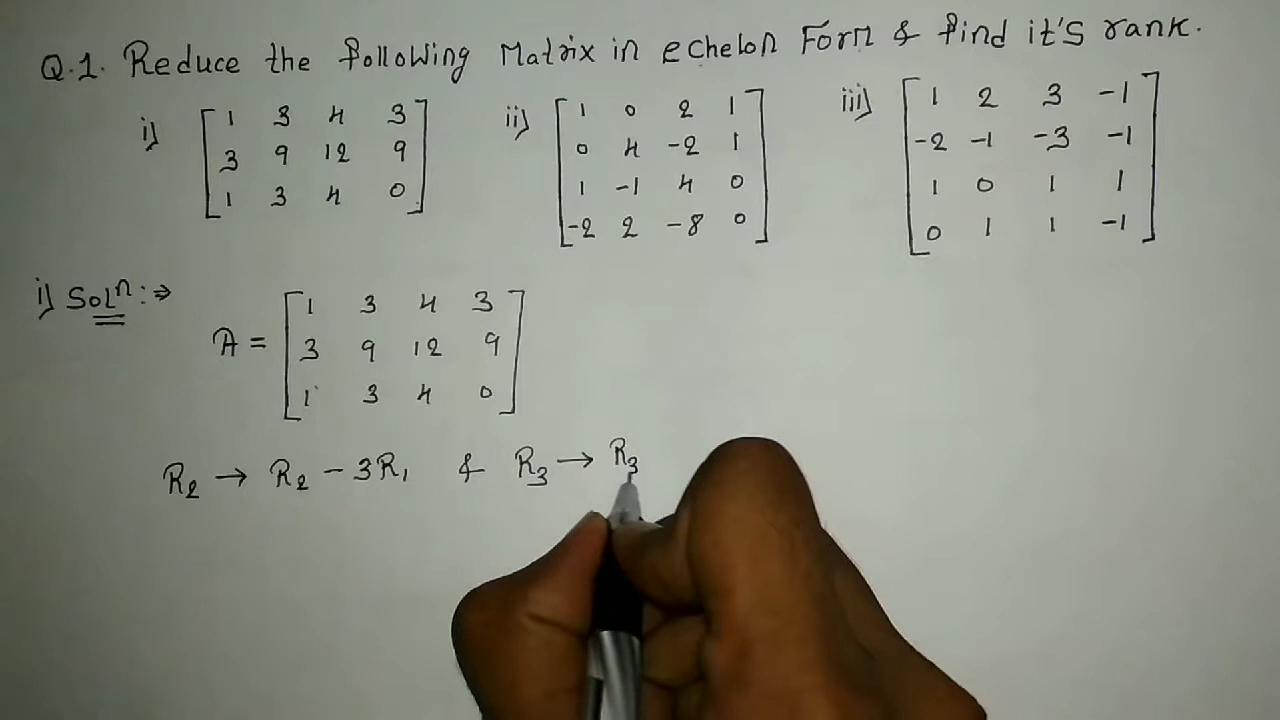 Q.1. Reduce the following Matrix in echelon Form & find it's rank.
i) [1 3 4 3 ii) [1 0 2 1 iii) [1 2 3 -1
3 9 12 9 0 4 -2 1 -2 -1 -3 -1
1 3 4 0] 1 -1 4 0 1 0 1 1
-2 2 -8 0] 0 1 1 -1]
i) Solⁿ :⇒
A = [1 3 4 3
3 9 12 9
1 3 4 0]
R₂ → R₂ - 3R₁ & R₃ → R₃